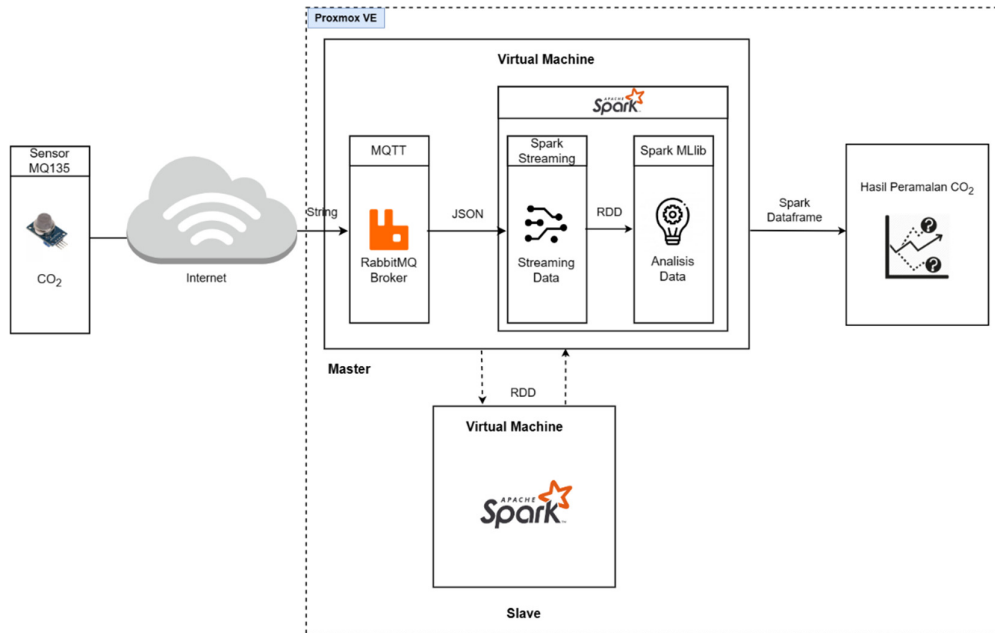 Proxmox VE
Virtual Machine
APACHE
Spark
Sensor
MQ135
CO2
Internet
String
MQTT
RabbitMQ
Broker
JSON
Spark
Streaming
Streaming
Data
RDD
Spark MLlib
Analisis
Data
Spark
Dataframe
Hasil Peramalan CO2
?
?
Master
RDD
Virtual Machine
APACHE
Spark
Slave